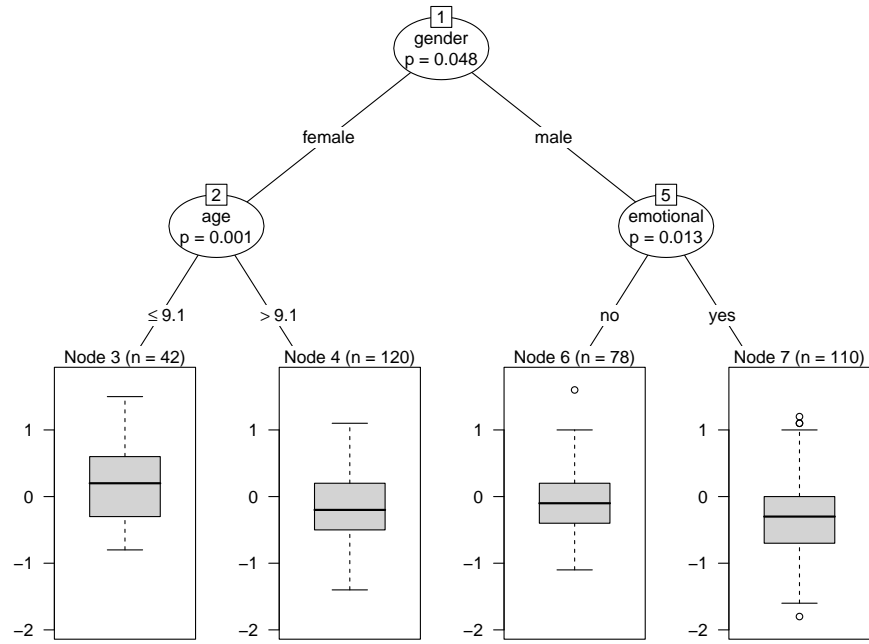 1
gender
p = 0.048
female
male
2
age
p = 0.001
5
emotional
p = 0.013
≤ 9.1
> 9.1
no
yes
Node 3 (n = 42)
Node 4 (n = 120)
Node 6 (n = 78)
Node 7 (n = 110)
1
0
−1
−2
1
0
−1
−2
1
0
−1
−2
1
0
−1
−2